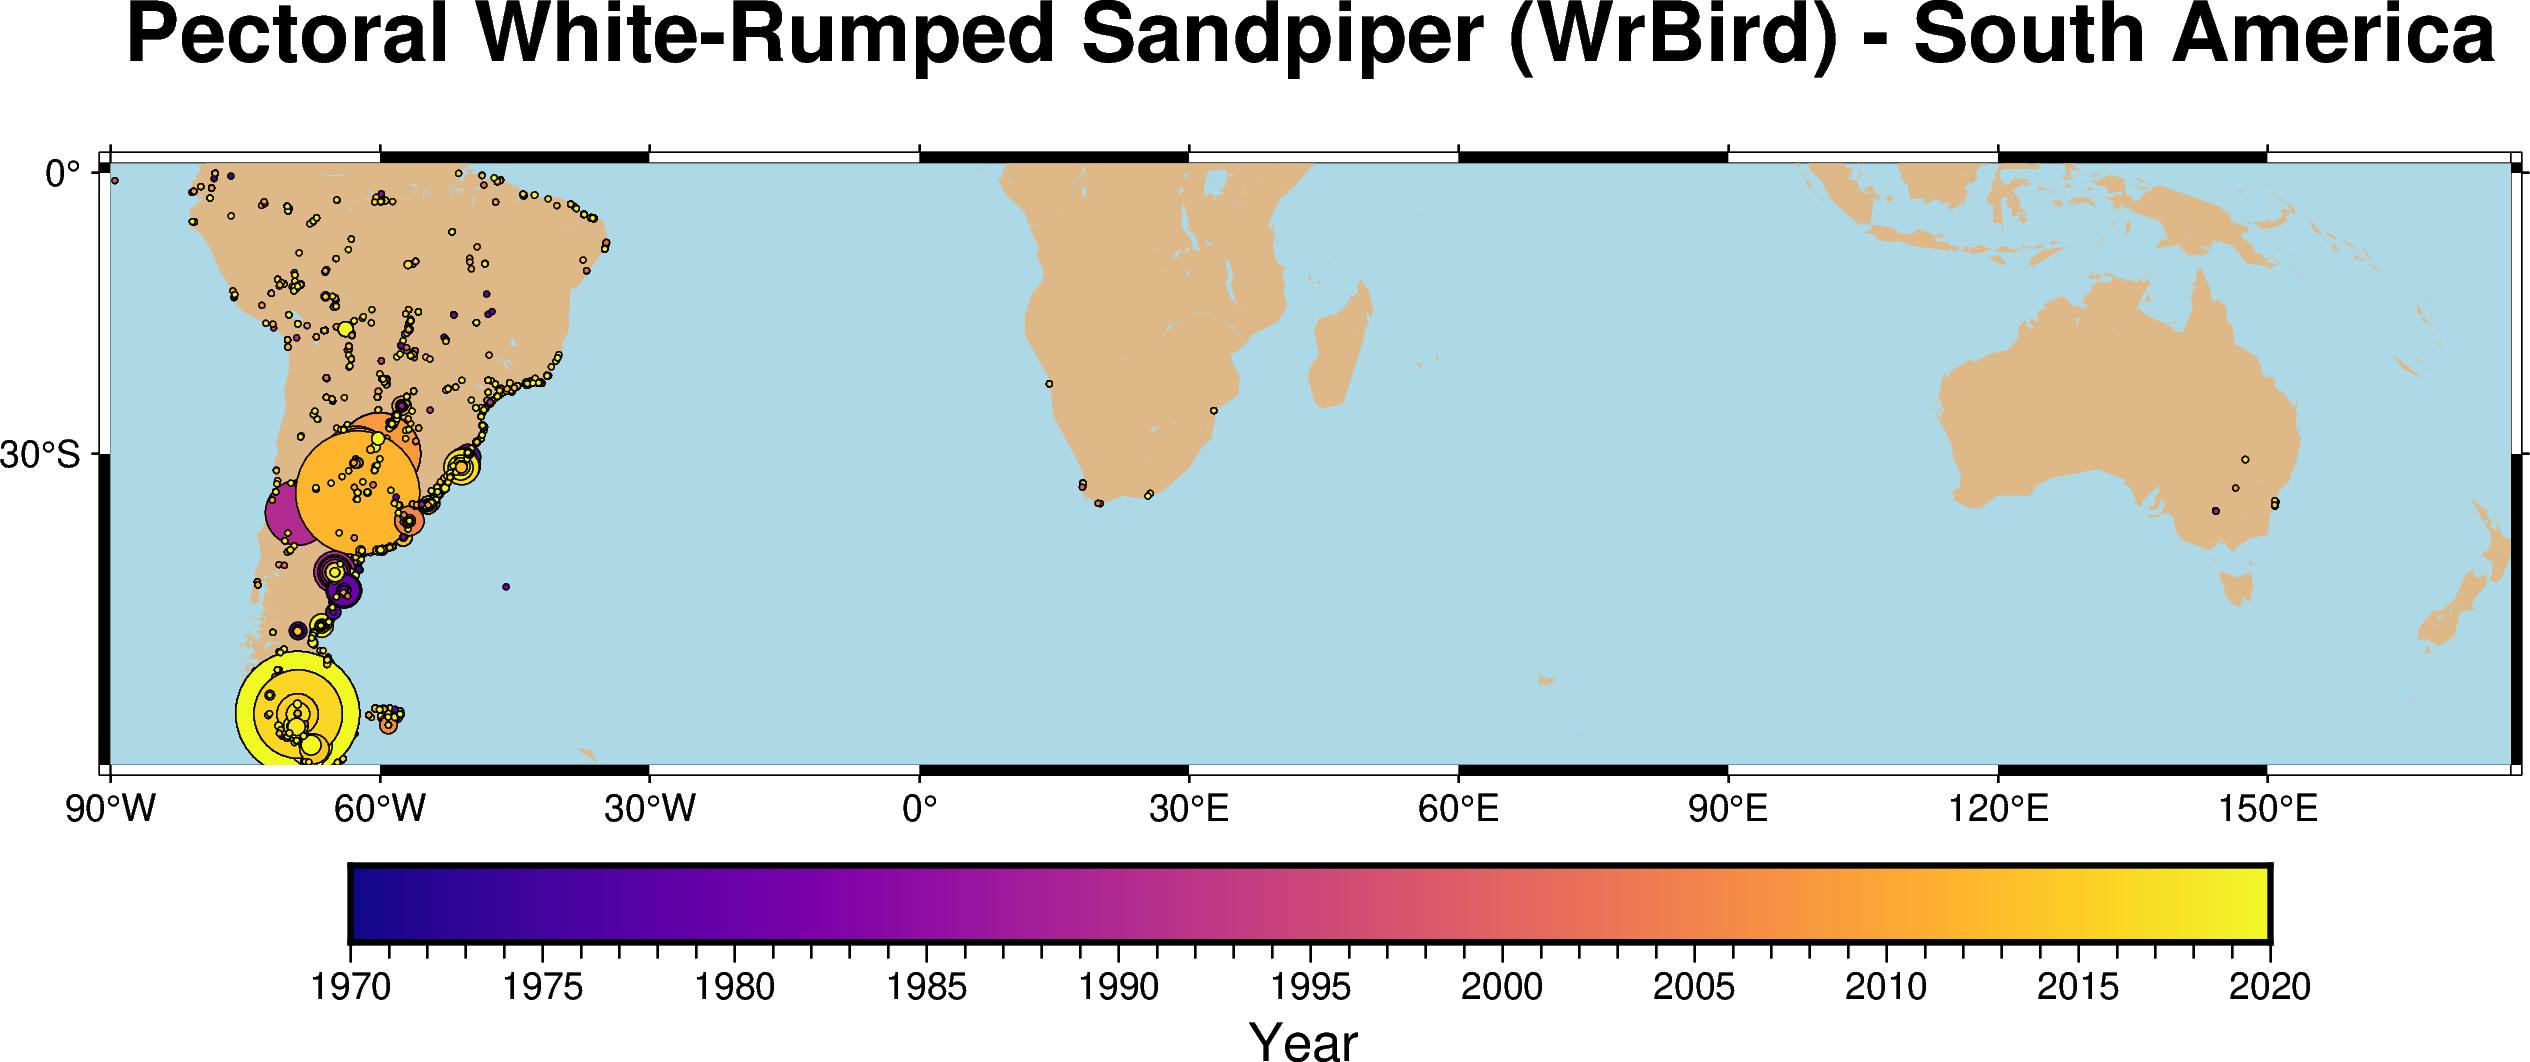 Pectoral White-Rumped Sandpiper (WrBird) - South America
0°
30°S
90°W 60°W 30°W 0° 30°E 60°E 90°E 120°E 150°E
1970 1975 1980 1985 1990 1995 2000 2005 2010 2015 2020
Year